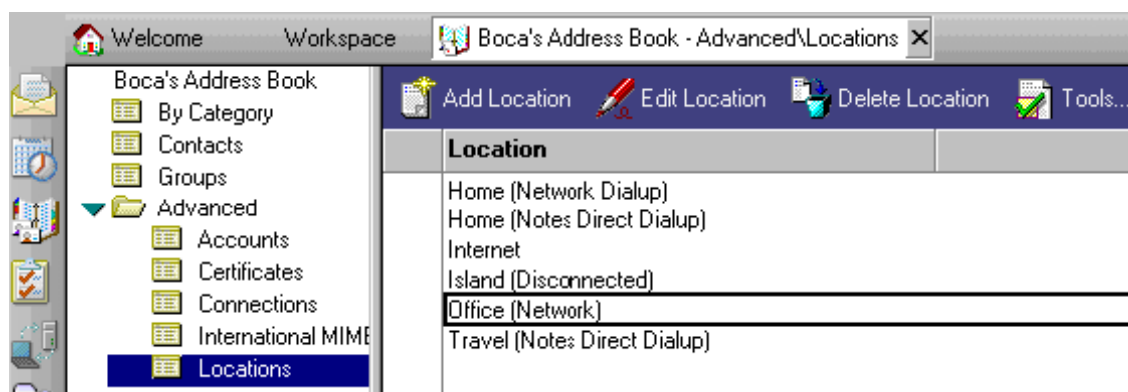 Welcome Workspace Boca's Address Book - Advanced\Locations
Boca's Address Book
By Category
Contacts
Groups
Advanced
Accounts
Certificates
Connections
International MIME
Locations
Add Location Edit Location Delete Location Tools...
Location
Home (Network Dialup)
Home (Notes Direct Dialup)
Internet
Island (Disconnected)
Office (Network)
Travel (Notes Direct Dialup)